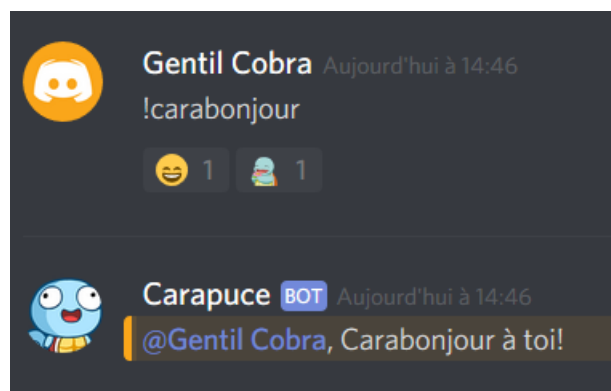 Gentil Cobra Aujourd'hui à 14:46
!carabonjour
1 1
Carapuce BOT Aujourd'hui à 14:46
@Gentil Cobra, Carabonjour à toi!